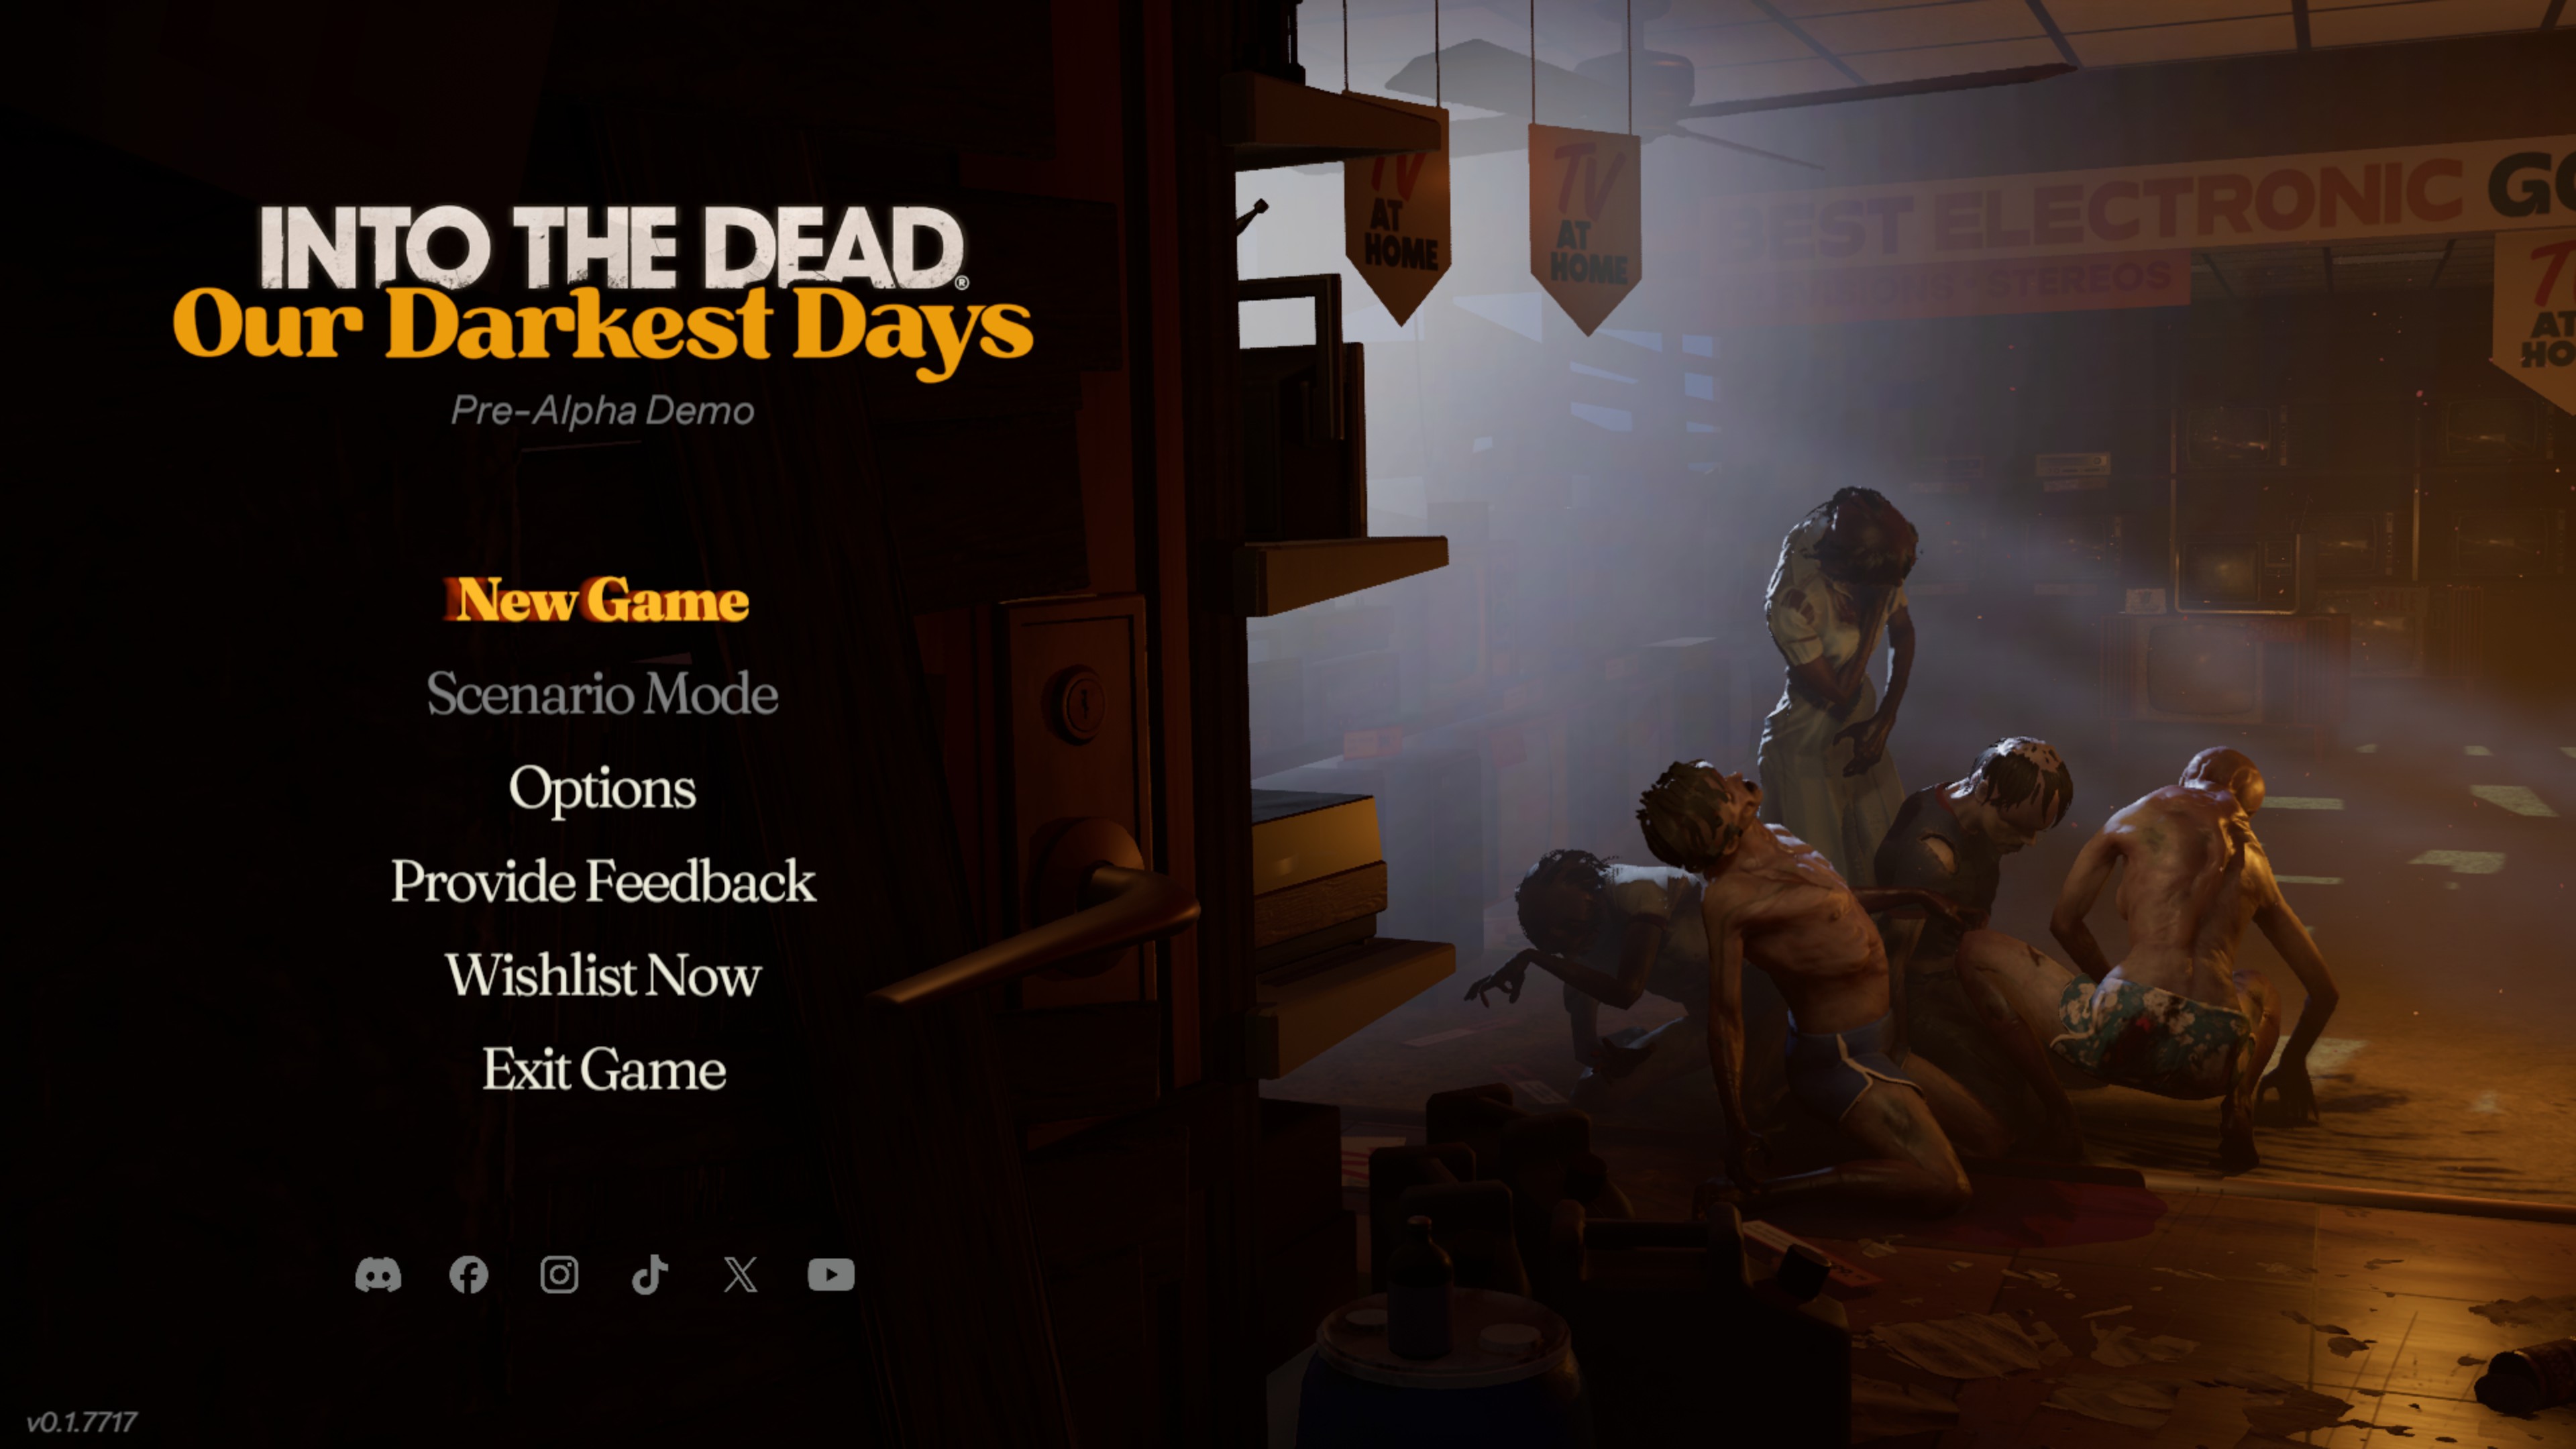 INTO THE DEAD®
Our Darkest Days
Pre-Alpha Demo
New Game
Scenario Mode
Options
Provide Feedback
Wishlist Now
Exit Game
v0.1.7717
TV
AT
HOME
TV
AT
HOME
BEST ELECTRONIC
STEREOS
AT